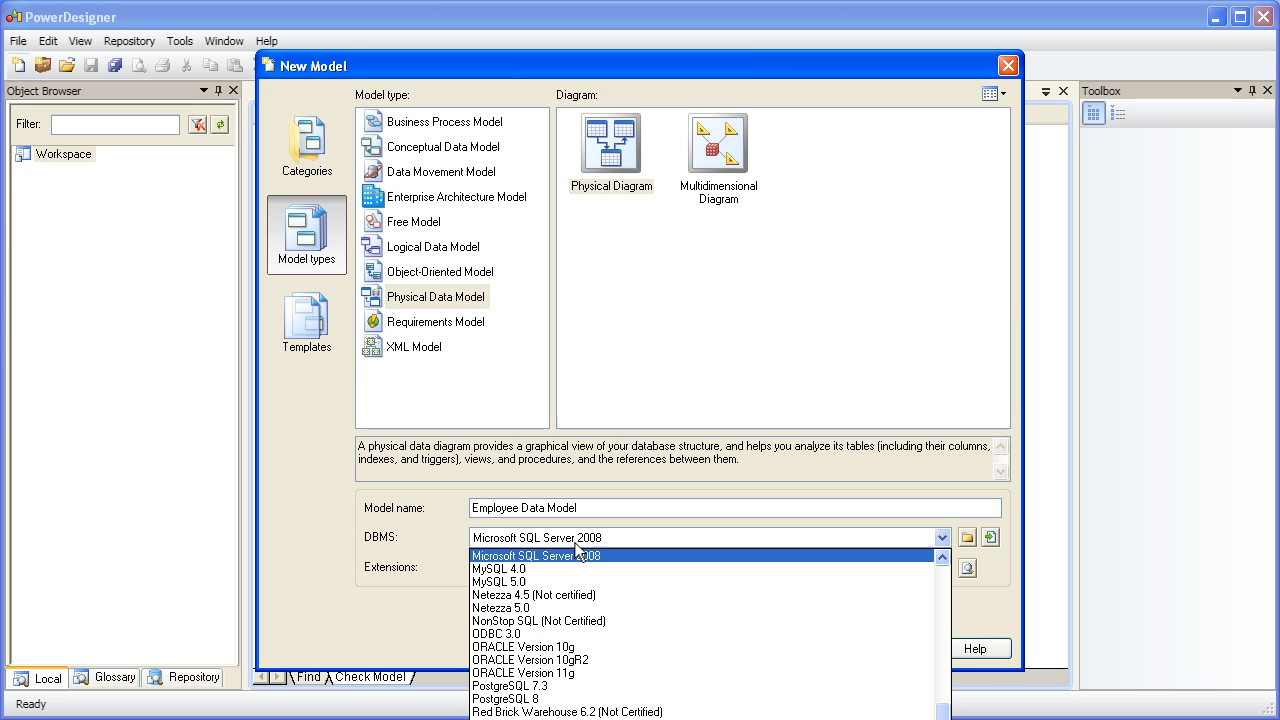 PowerDesigner
File Edit View Repository Tools Window Help
Object Browser
Filter:
Workspace
Local Glossary Repository
Ready
New Model
Model type:
Diagram:
Categories
Model types
Templates
Business Process Model
Conceptual Data Model
Data Movement Model
Enterprise Architecture Model
Free Model
Logical Data Model
Object-Oriented Model
Physical Data Model
Requirements Model
XML Model
Physical Diagram
Multidimensional
Diagram
A physical data diagram provides a graphical view of your database structure, and helps you analyze its tables (including their columns,
indexes, and triggers), views, and procedures, and the references between them.
Model name: Employee Data Model
DBMS: Microsoft SQL Server 2008
Extensions:
Microsoft SQL Server 2008
MySQL 4.0
MySQL 5.0
Netezza 4.5 (Not certified)
Netezza 5.0
NonStop SQL (Not Certified)
ODBC 3.0
ORACLE Version 10g
ORACLE Version 10gR2
ORACLE Version 11g
PostgreSQL 7.3
PostgreSQL 8
Red Brick Warehouse 6.2 (Not Certified)
Help
Find Check Model
Toolbox